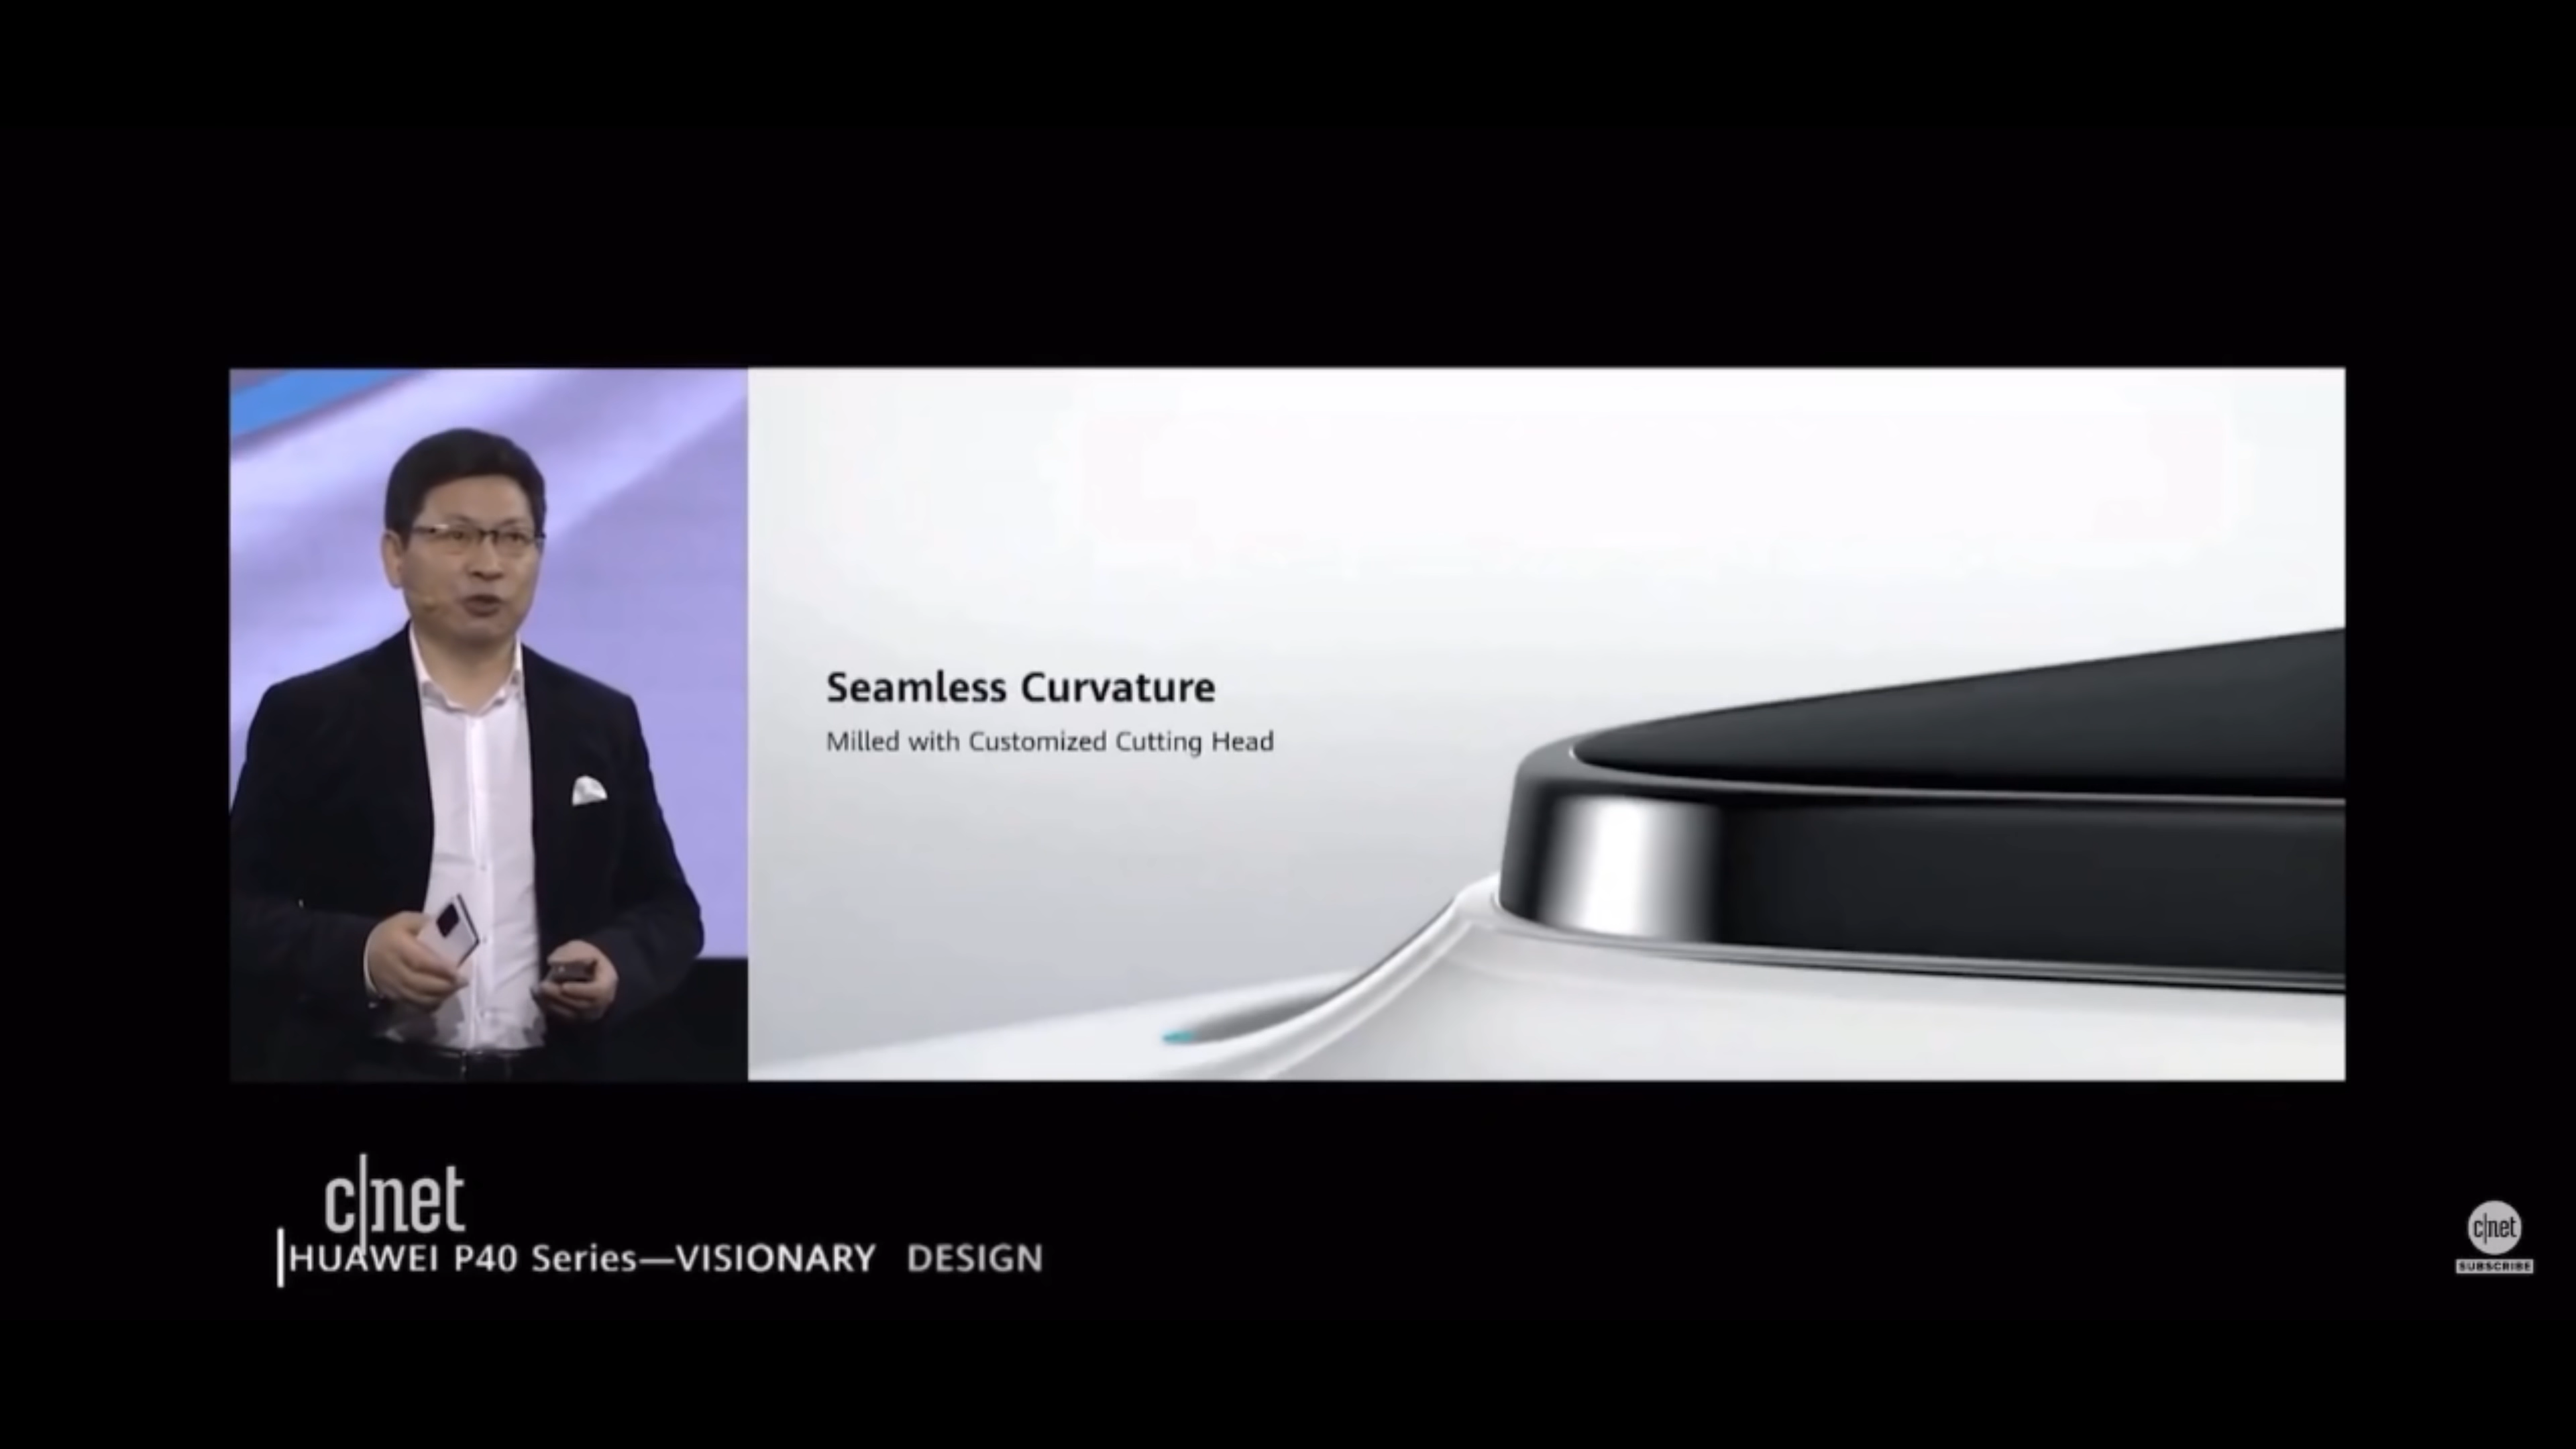 Seamless Curvature
Milled with Customized Cutting Head
c|net
HUAWEI P40 Series—VISIONARY DESIGN
c|net
SUBSCRIBE